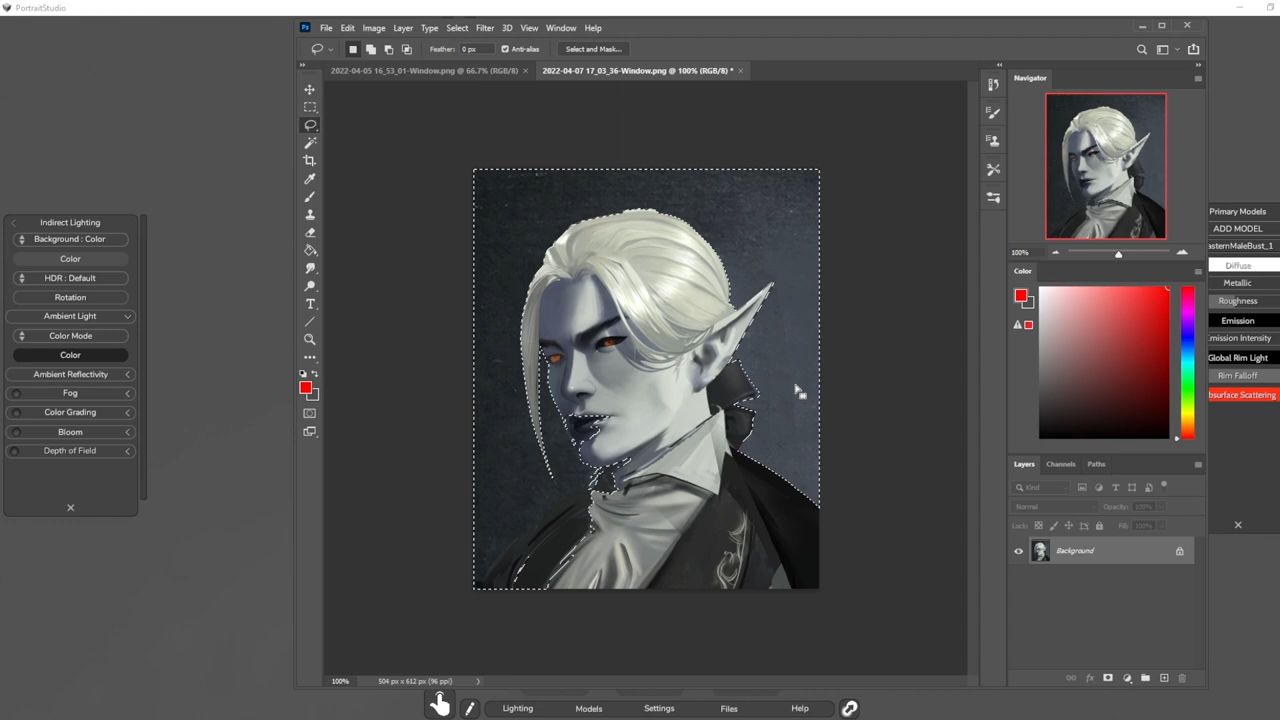 PortraitStudio
Ps File Edit Image Layer Type Select Filter 3D View Window Help
Feather: 0 px Anti-alias Select and Mask...
2022-04-05 16_53_01-Window.png @ 66.7% (RGB/8) × 2022-04-07 17_03_36-Window.png @ 100% (RGB/8) * ×
Navigator
100%
Color
Layers Channels Paths
Kind
Normal Opacity: 100%
Lock: Fill: 100%
Background
100% 504 px x 612 px (96 ppi)
Indirect Lighting
Background : Color
Color
HDR : Default
Rotation
Ambient Light
Color Mode
Color
Ambient Reflectivity
Fog
Color Grading
Bloom
Depth of Field
Primary Models
ADD MODEL
asternMaleBust_1
Diffuse
Metallic
Roughness
Emission
Emission Intensity
Global Rim Light
Rim Falloff
bsurface Scattering
Lighting Models Settings Files Help